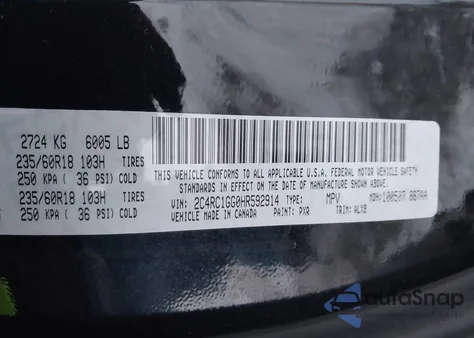 2724 KG 6005 LB
235/60R18 103H TIRES
250 KPA ( 36 PSI) COLD
235/60R18 103H TIRES
250 KPA ( 36 PSI) COLD
THIS VEHICLE CONFORMS TO ALL APPLICABLE U.S.A. FEDERAL MOTOR VEHICLE SAFETY
STANDARDS IN EFFECT ON THE DATE OF MANUFACTURE SHOWN ABOVE.
VIN: 2C4RC1GG0HR592914 TYPE: MPV
MADE IN CANADA PAINT: PXR TRIM: ALX8
autoSnap